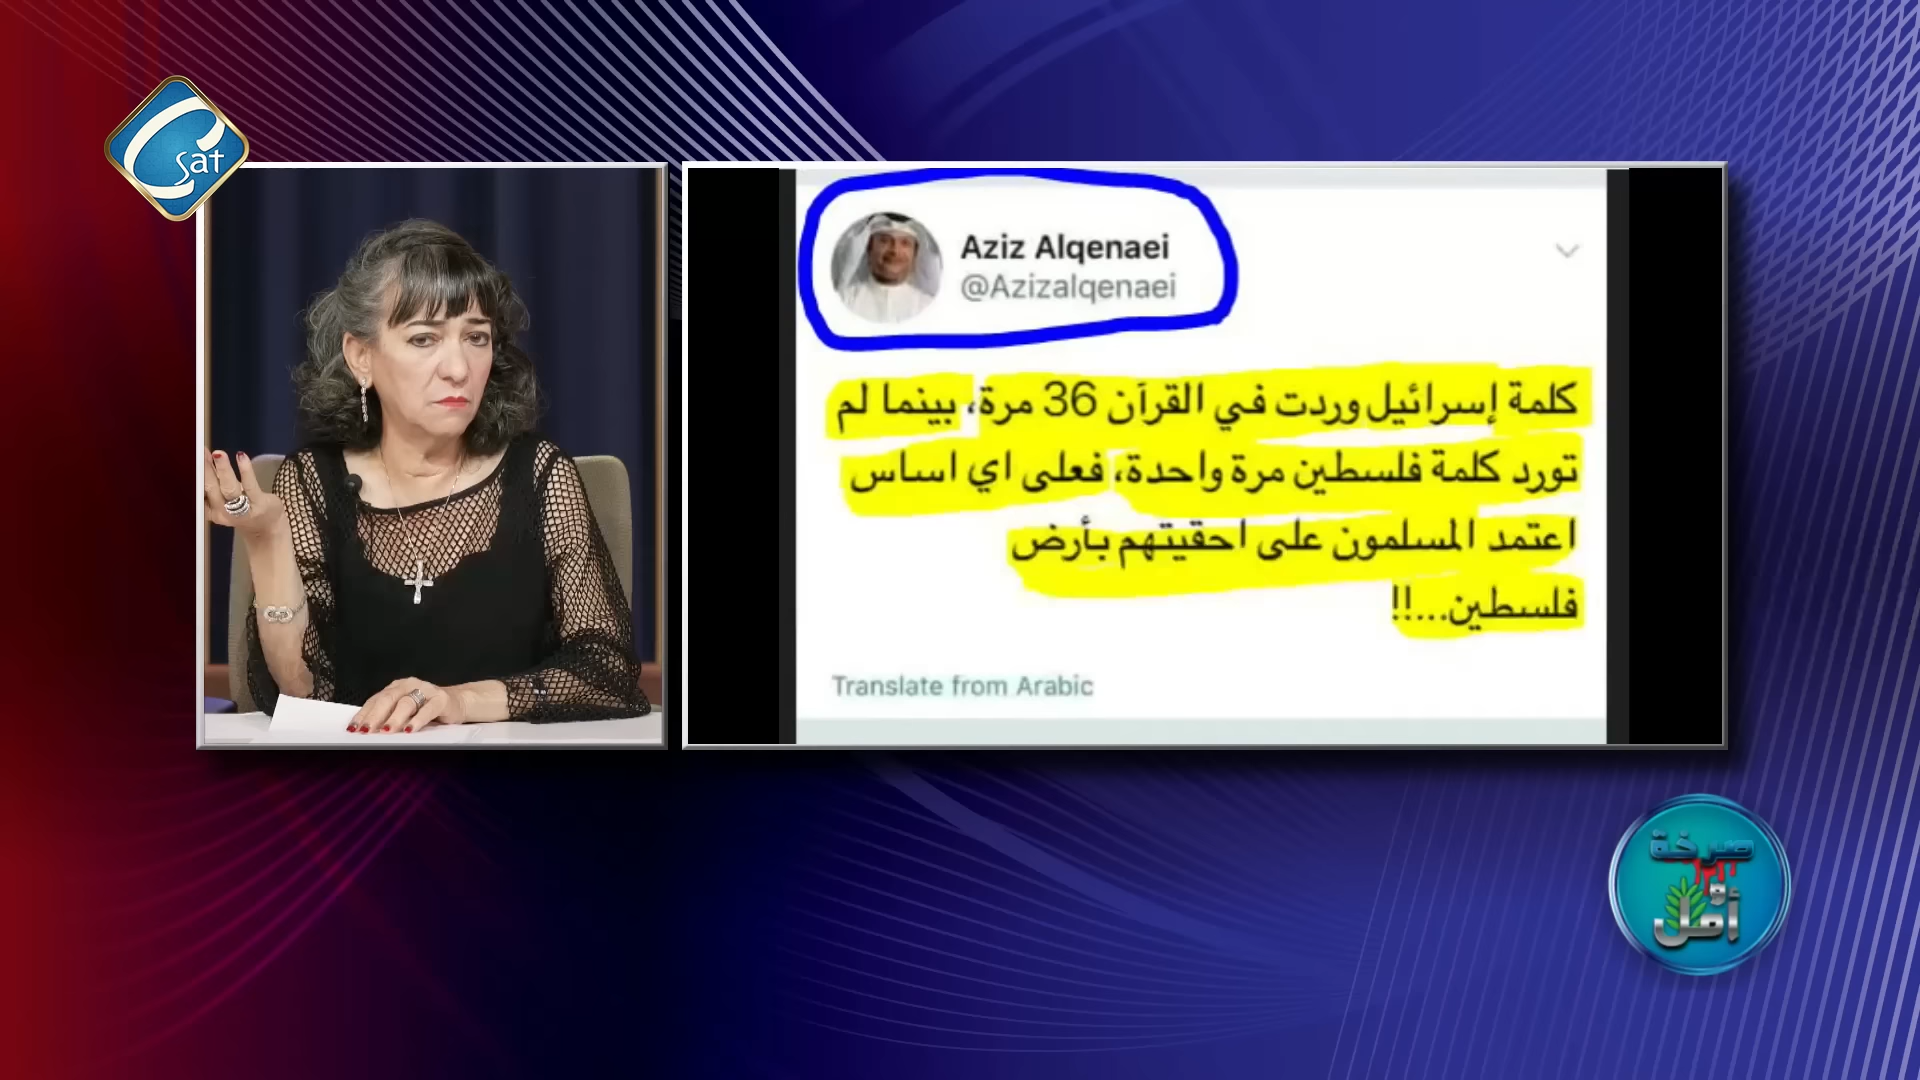 C sat
Aziz Alqenaei
@Azizalqenaei
كلمة إسرائيل وردت في القرآن 36 مرة، بينما لم
تورد كلمة فلسطين مرة واحدة، فعلى اي اساس
اعتمد المسلمون على احقيتهم بأرض
فلسطين...!!
Translate from Arabic
صرخة
أمل